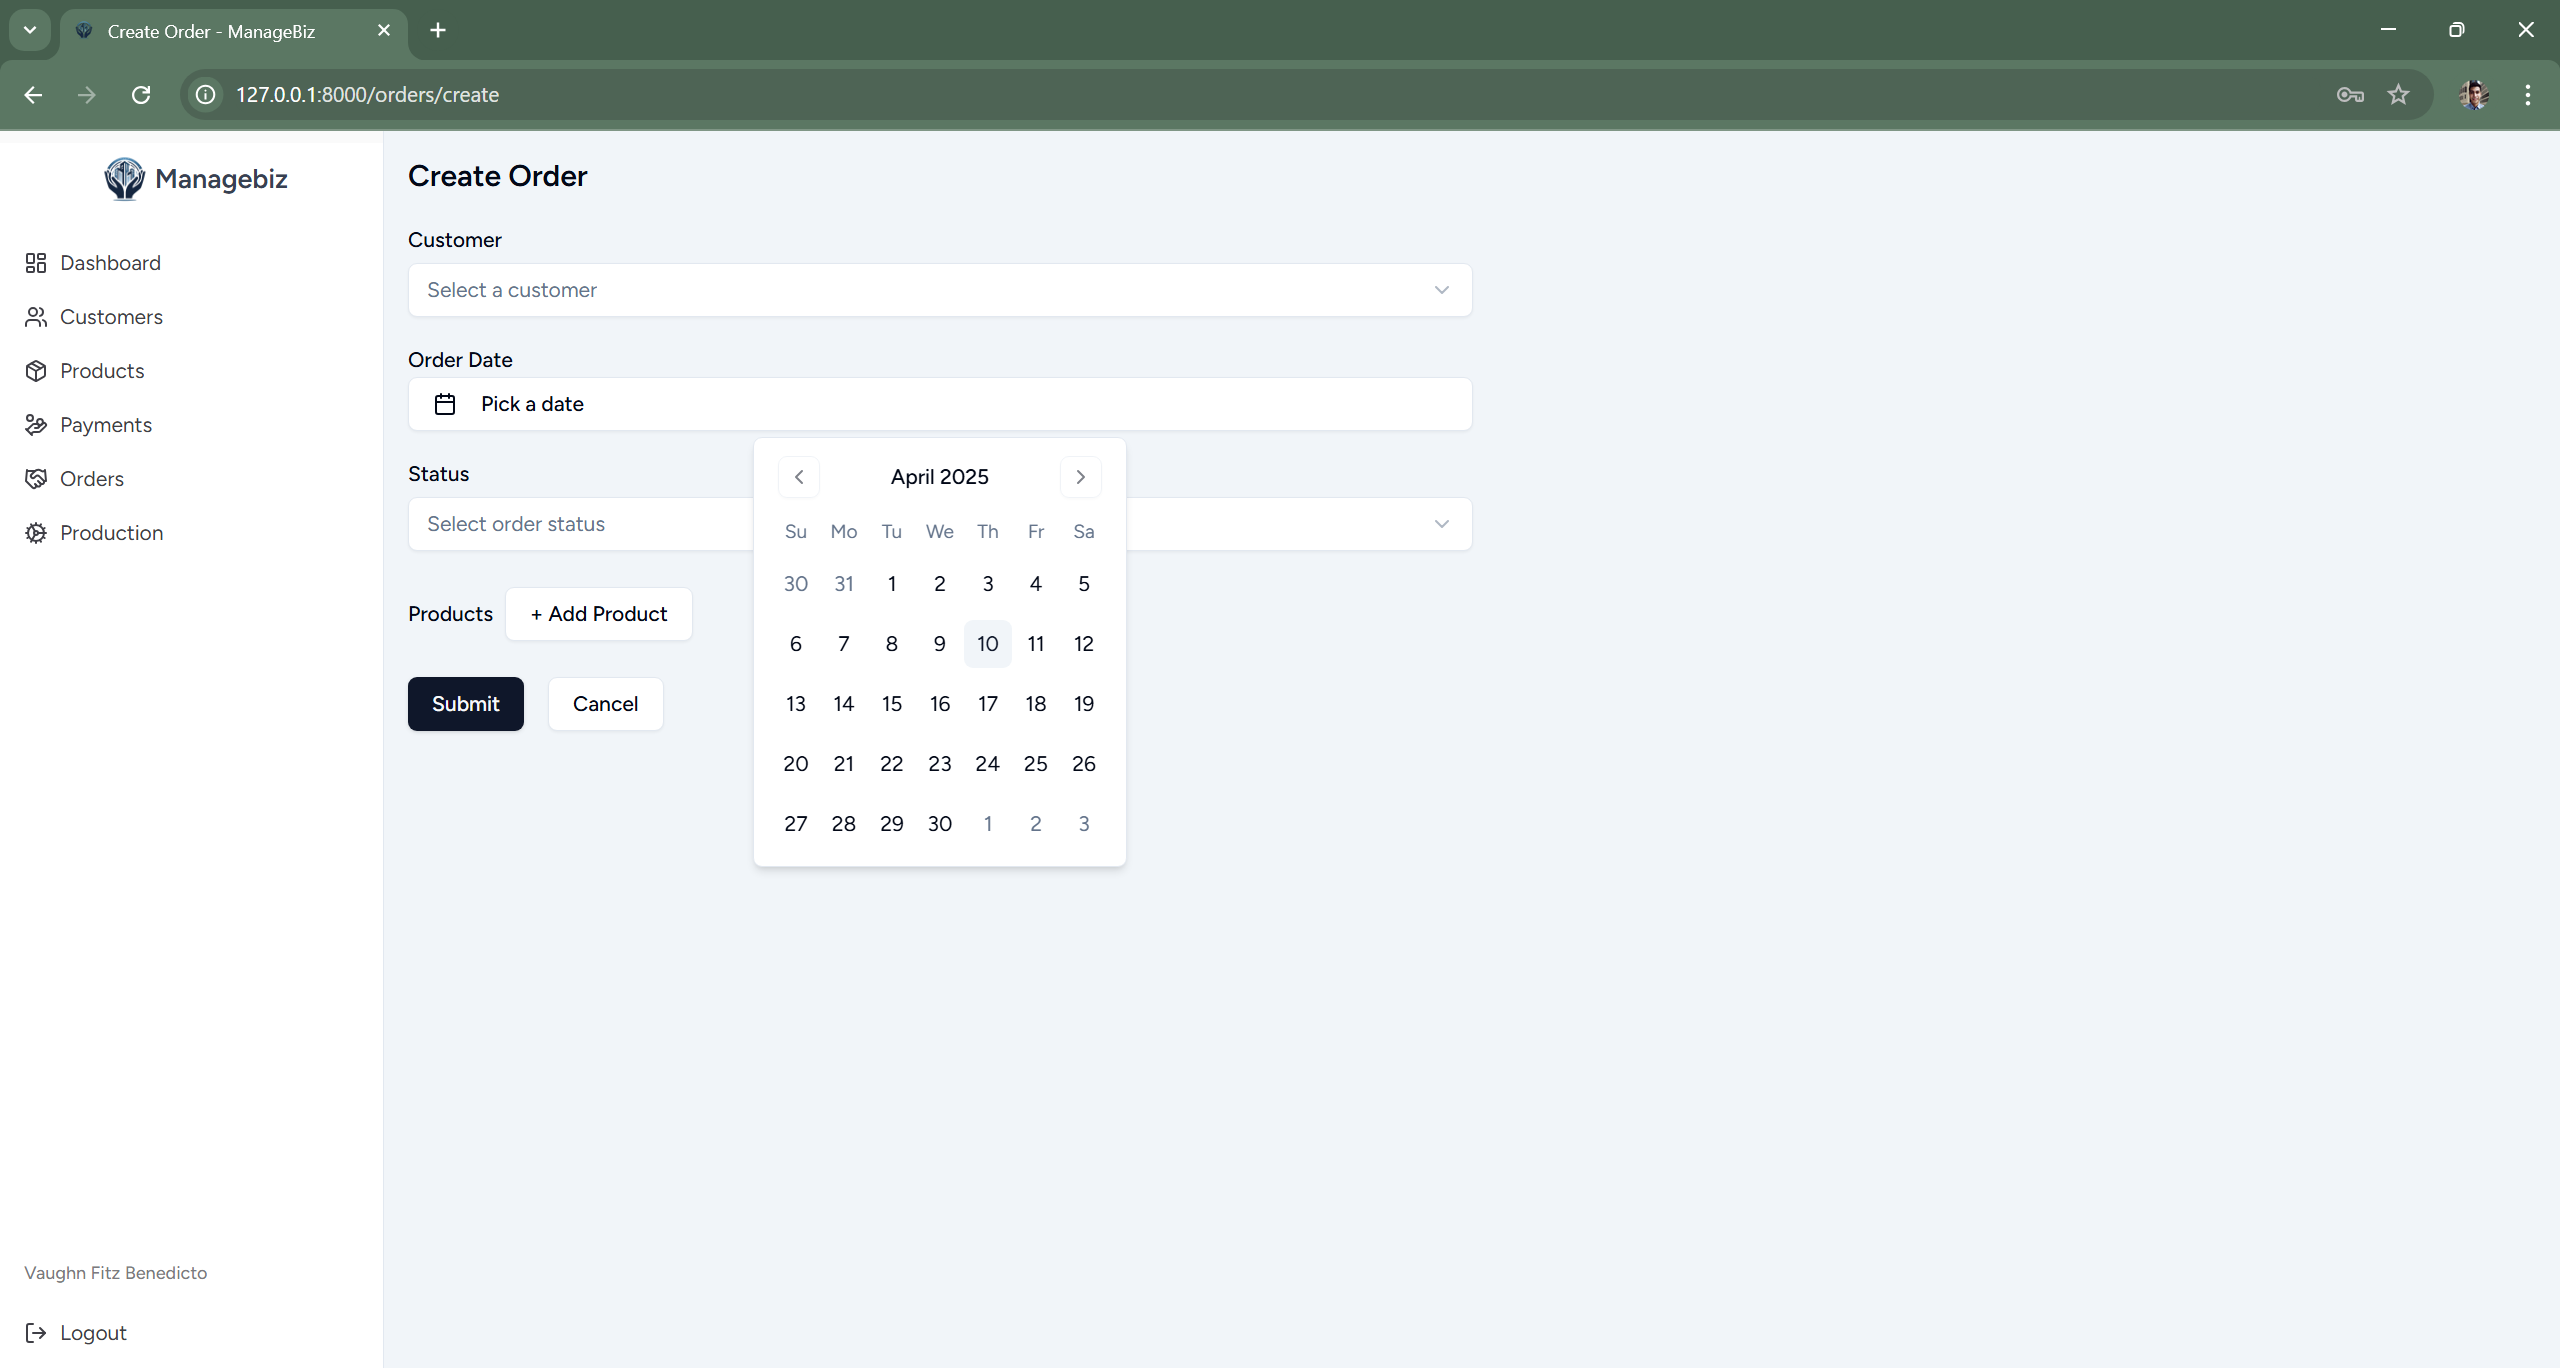 Create Order - ManageBiz
127.0.0.1:8000/orders/create
Managebiz
Dashboard
Customers
Products
Payments
Orders
Production
Vaughn Fitz Benedicto
Logout
Create Order
Customer
Select a customer
Order Date
Pick a date
Status
Select order status
Products + Add Product
Submit Cancel
April 2025
Su Mo Tu We Th Fr Sa
30 31 1 2 3 4 5
6 7 8 9 10 11 12
13 14 15 16 17 18 19
20 21 22 23 24 25 26
27 28 29 30 1 2 3